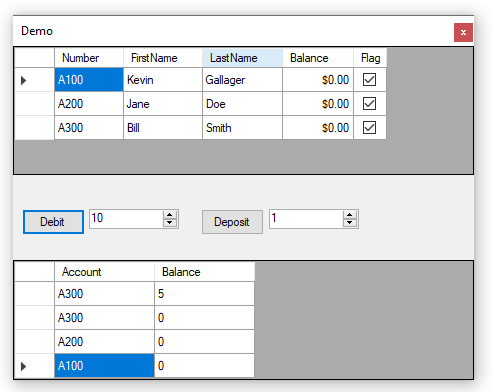 Demo x
Number FirstName LastName Balance Flag
A100 Kevin Gallager $0.00
A200 Jane Doe $0.00
A300 Bill Smith $0.00
Debit 10 Deposit 1
Account Balance
A300 5
A300 0
A200 0
A100 0